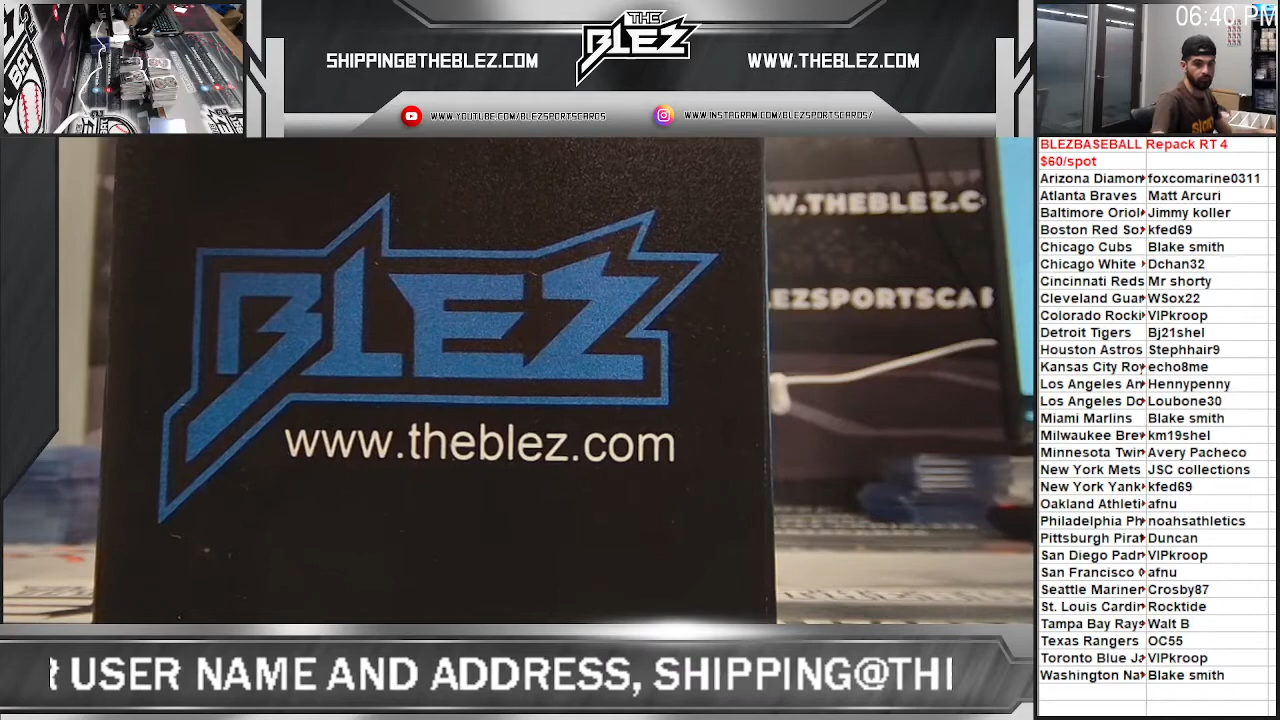 THE
BLEZ
SHIPPING@THEBLEZ.COM
WWW.THEBLEZ.COM
WWW.YOUTUBE.COM/BLEZSPORTSCARDS
WWW.INSTAGRAM.COM/BLEZSPORTSCARDS/
06:40 PM
BLEZBASEBALL Repack RT 4
$60/spot
Arizona Diamon foxcomarine0311
Atlanta Braves Matt Arcuri
Baltimore Oriol Jimmy koller
Boston Red Sox kfed69
Chicago Cubs Blake smith
Chicago White Dchan32
Cincinnati Reds Mr shorty
Cleveland Guar WSox22
Colorado Rocki VIPkroop
Detroit Tigers Bj21shel
Houston Astros Stephhair9
Kansas City Roy echo8me
Los Angeles An Hennypenny
Los Angeles Do Loubone30
Miami Marlins Blake smith
Milwaukee Brew km19shel
Minnesota Twin Avery Pacheco
New York Mets JSC collections
New York Yank kfed69
Oakland Athleti afnu
Philadelphia Ph noahsathletics
Pittsburgh Pirat Duncan
San Diego Padr VIPkroop
San Francisco G afnu
Seattle Mariner Crosby87
St. Louis Cardin Rocktide
Tampa Bay Rays Walt B
Texas Rangers OC55
Toronto Blue Ja VIPkroop
Washington Nat Blake smith
BLEZ
www.theblez.com
W.THEBLEZ.C
EZSPORTSCAR
R USER NAME AND ADDRESS, SHIPPING@THE